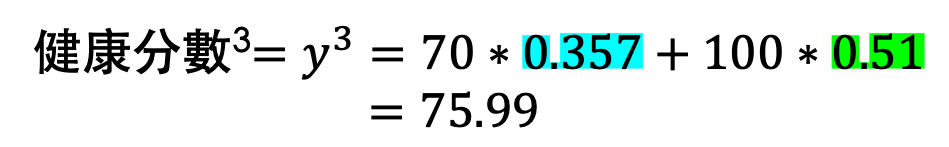 健康分數³= y³ = 70 * 0.357 + 100 * 0.51
= 75.99